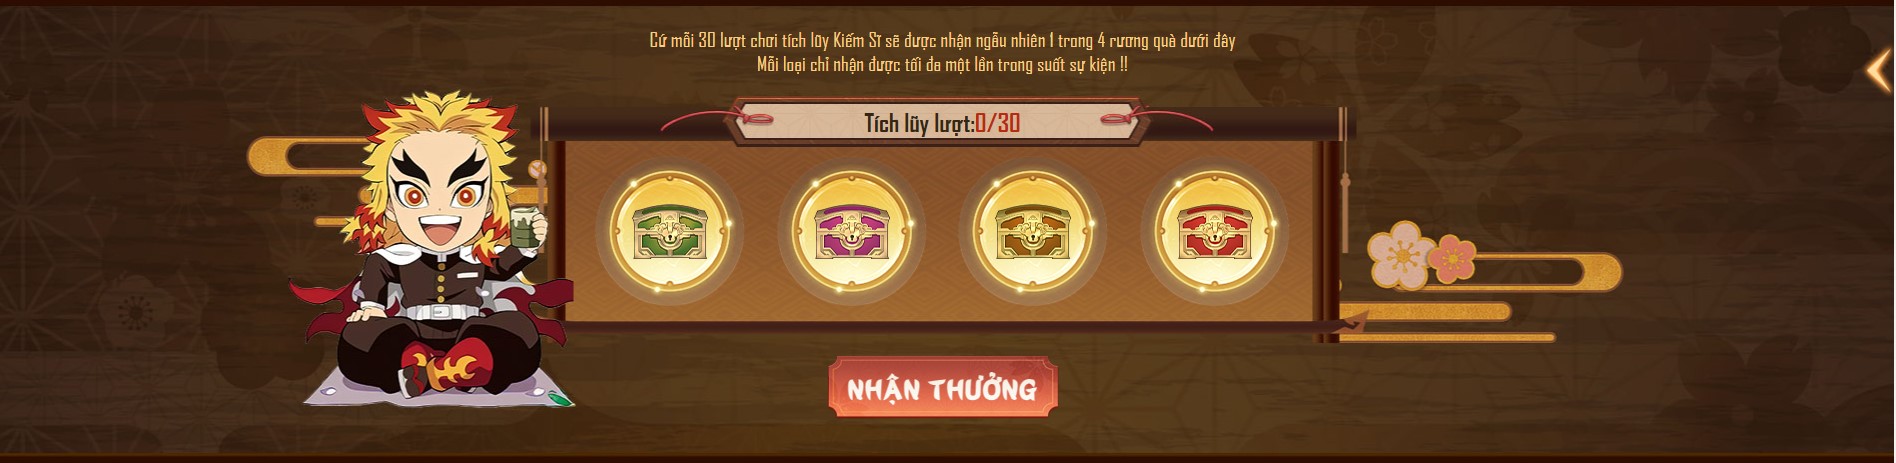 Cứ mỗi 30 lượt chơi tích lũy Kiếm Sĩ sẽ được nhận ngẫu nhiên 1 trong 4 rương quà dưới đây
Mỗi loại chỉ nhận được tối đa một lần trong suốt sự kiện !!
Tích lũy lượt:0/30
NHẬN THƯỞNG